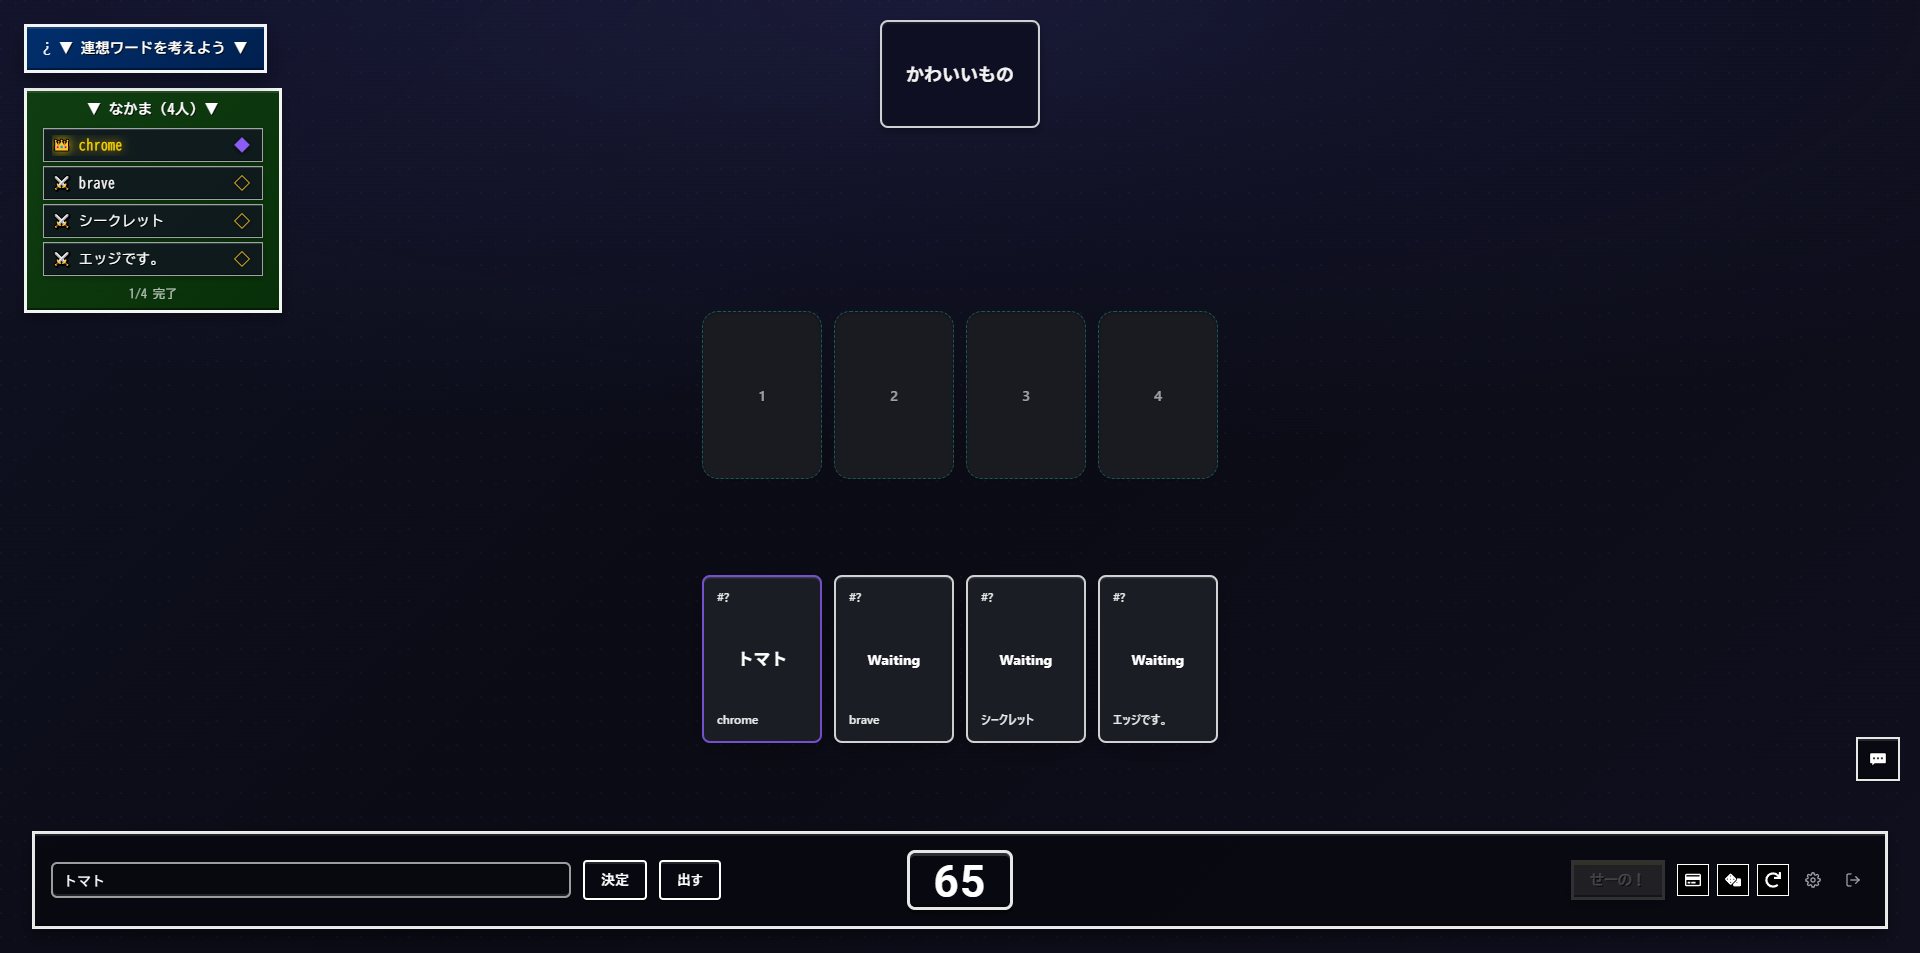 ¿ ▼ 連想ワードを考えよう ▼
かわいいもの
▼ なかま（4人）▼
chrome
brave
シークレット
エッジです。
1/4 完了
1 2 3 4
#? #? #? #?
トマト Waiting Waiting Waiting
chrome brave シークレット エッジです。
トマト 決定 出す 65 せーの！